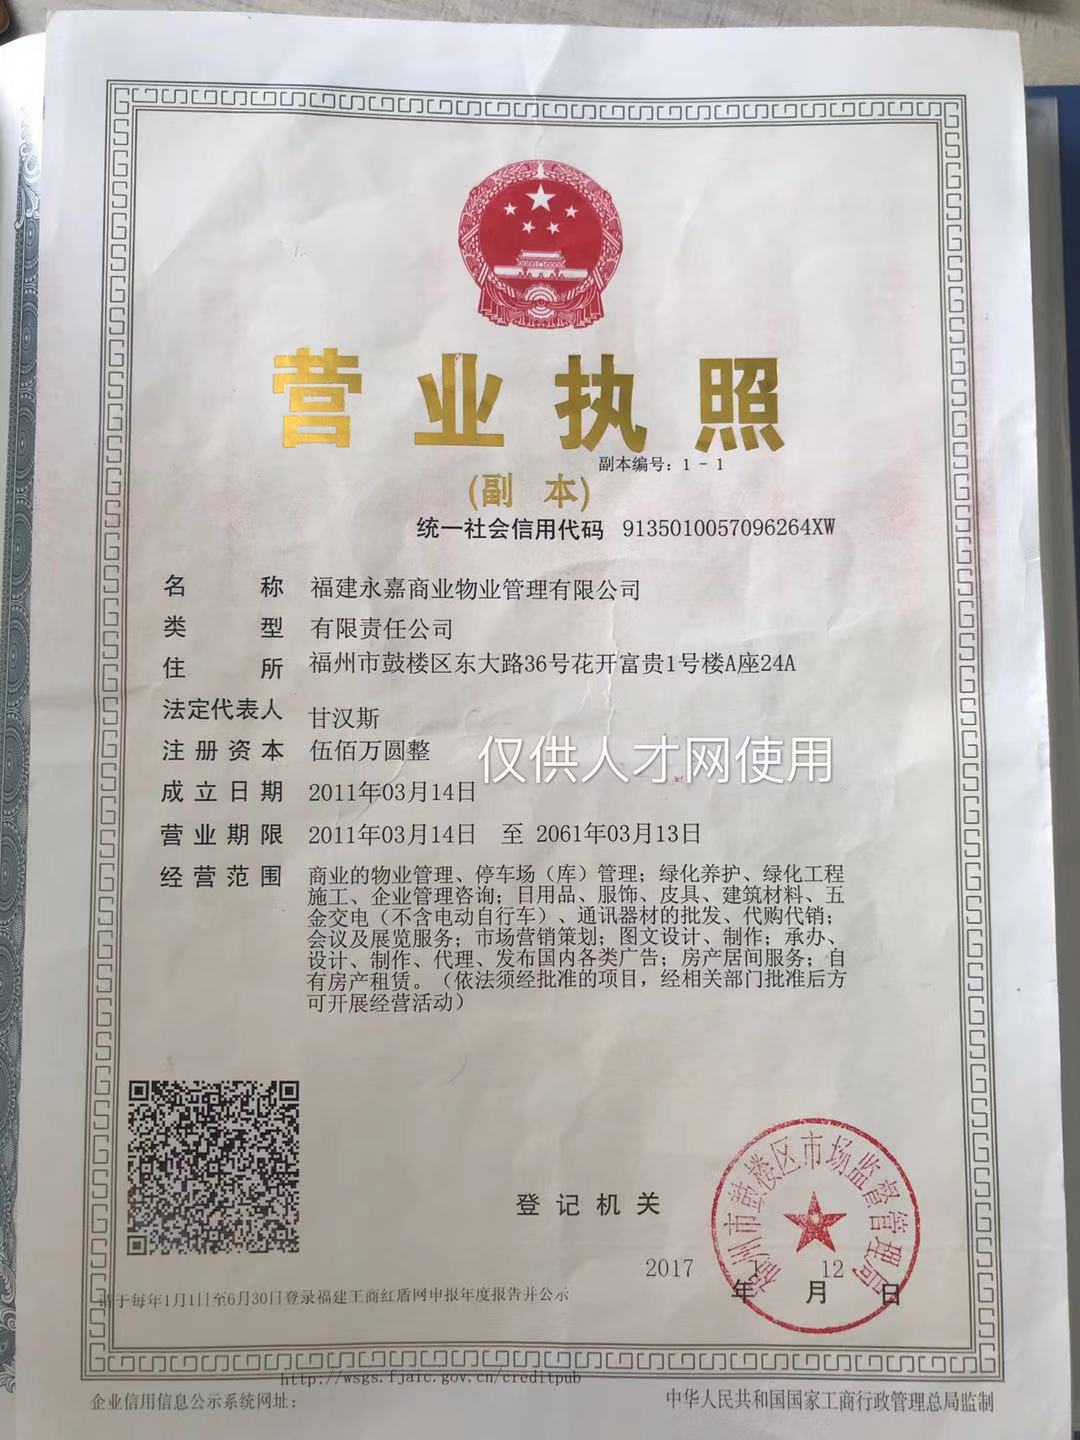 营业执照
副本编号：1－1
(副 本)
统一社会信用代码 9135010057096264XW
名 称 福建永嘉商业物业管理有限公司
类 型 有限责任公司
住 所 福州市鼓楼区东大路36号花开富贵1号楼A座24A
法定代表人 甘汉斯
注册资本 伍佰万圆整
仅供人才网使用
成立日期 2011年03月14日
营业期限 2011年03月14日 至 2061年03月13日
经营范围 商业的物业管理、停车场（库）管理；绿化养护、绿化工程
施工、企业管理咨询；日用品、服饰、皮具、建筑材料、五
金交电（不含电动自行车）、通讯器材的批发、代购代销；
会议及展览服务；市场营销策划；图文设计、制作；承办、
设计、制作、代理、发布国内各类广告；房产居间服务；自
有房产租赁。（依法须经批准的项目，经相关部门批准后方
可开展经营活动）
登记机关
福州市鼓楼区市场监督管理局
2017年 月12日
请于每年1月1日至6月30日登录福建工商红盾网申报年度报告并公示
http://wsgs.fjaic.gov.cn/creditpub
企业信用信息公示系统网址：
中华人民共和国国家工商行政管理总局监制